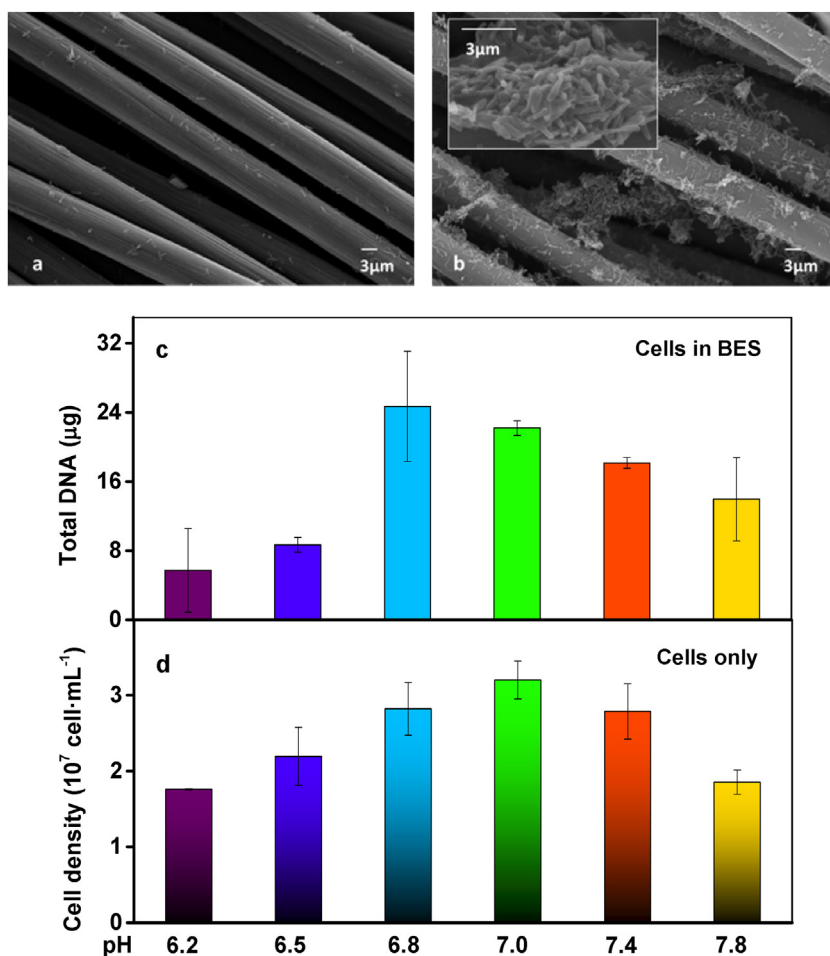 3μm
a
3μm
b
3μm
c
Cells in BES
Total DNA (μg)
32
24
16
8
0
d
Cells only
Cell density (10⁷ cell·mL⁻¹)
3
2
1
0
pH 6.2 6.5 6.8 7.0 7.4 7.8